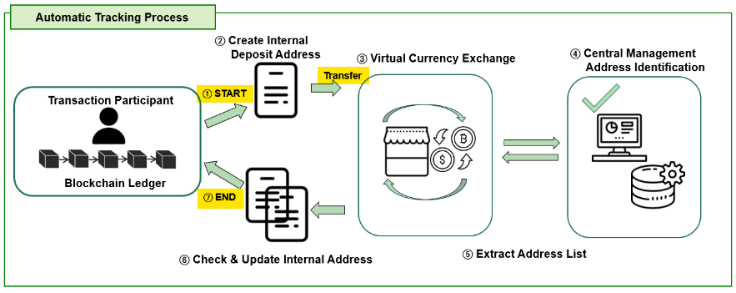 Automatic Tracking Process
② Create Internal
Deposit Address
③ Virtual Currency Exchange
④ Central Management
Address Identification
Transfer
① START
Transaction Participant
Blockchain Ledger
⑦ END
⑥ Check & Update Internal Address
⑤ Extract Address List